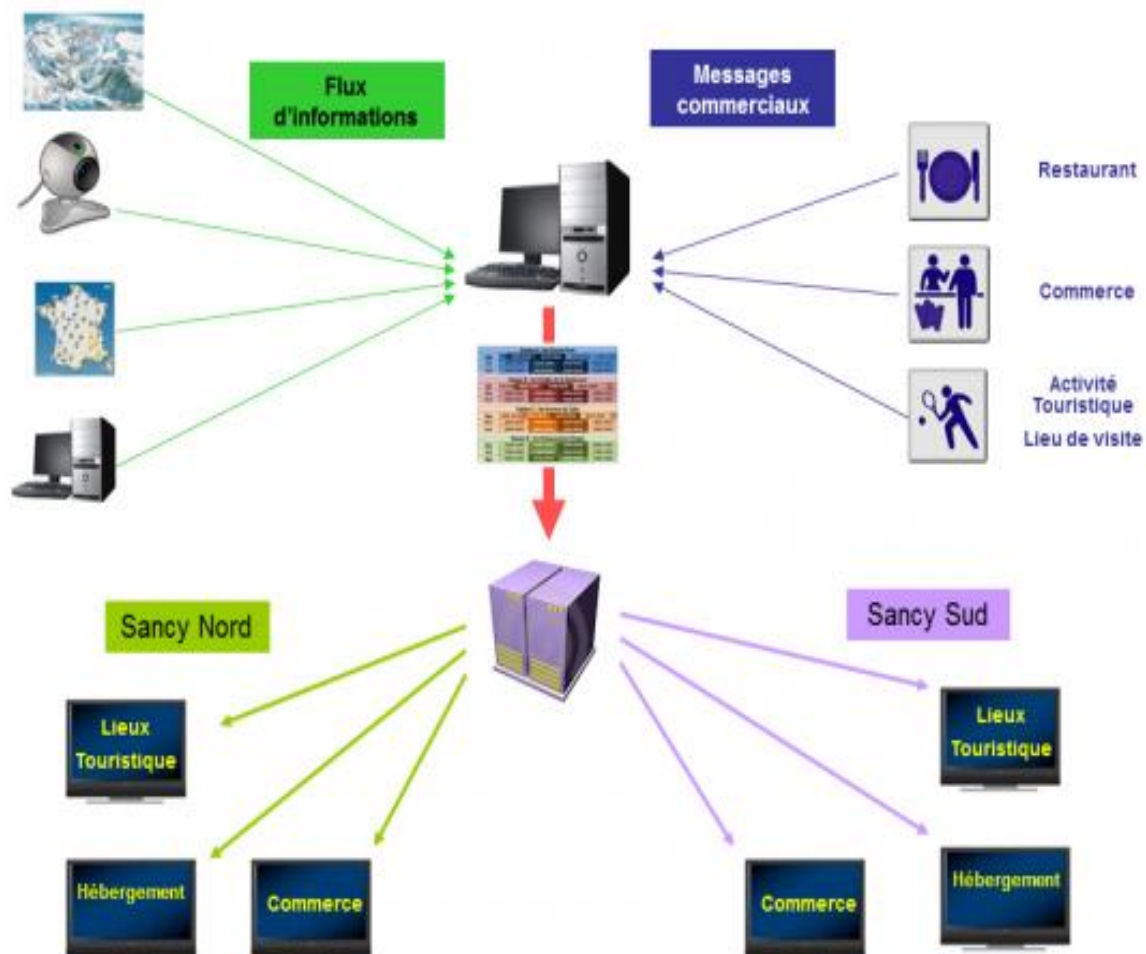 Flux
d'informations
Messages
commerciaux
Restaurant
Commerce
Activité
Touristique
Lieu de visite
Sancy Nord
Sancy Sud
Lieux
Touristique
Lieux
Touristique
Hébergement
Commerce
Commerce
Hébergement